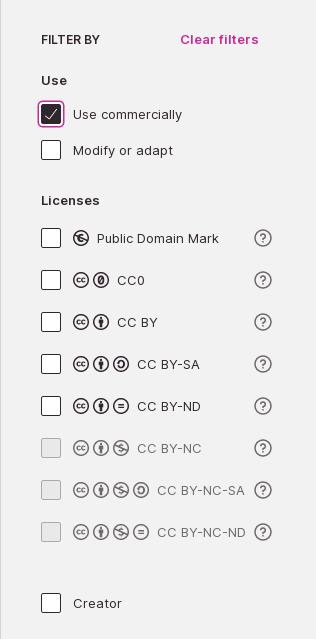 FILTER BY Clear filters
Use
Use commercially
Modify or adapt
Licenses
Public Domain Mark
CC0
CC BY
CC BY-SA
CC BY-ND
CC BY-NC
CC BY-NC-SA
CC BY-NC-ND
Creator